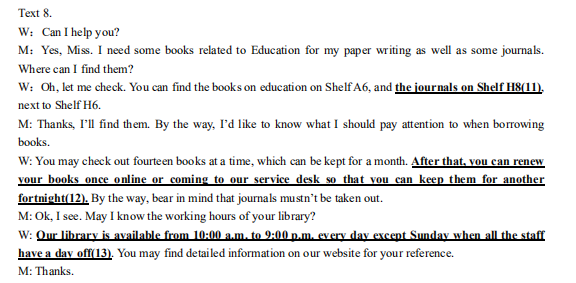 Text 8.
W： Can I help you?
M： Yes, Miss. I need some books related to Education for my paper writing as well as some journals.
Where can I find them?
W： Oh, let me check. You can find the books on education on Shelf A6, and the journals on Shelf H8(11),
next to Shelf H6.
M: Thanks, I'll find them. By the way, I'd like to know what I should pay attention to when borrowing
books.
W: You may check out fourteen books at a time, which can be kept for a month. After that, you can renew
your books once online or coming to our service desk so that you can keep them for another
fortnight(12). By the way, bear in mind that journals mustn't be taken out.
M: Ok, I see. May I know the working hours of your library?
W: Our library is available from 10:00 a.m. to 9:00 p.m. every day except Sunday when all the staff
have a day off(13). You may find detailed information on our website for your reference.
M: Thanks.